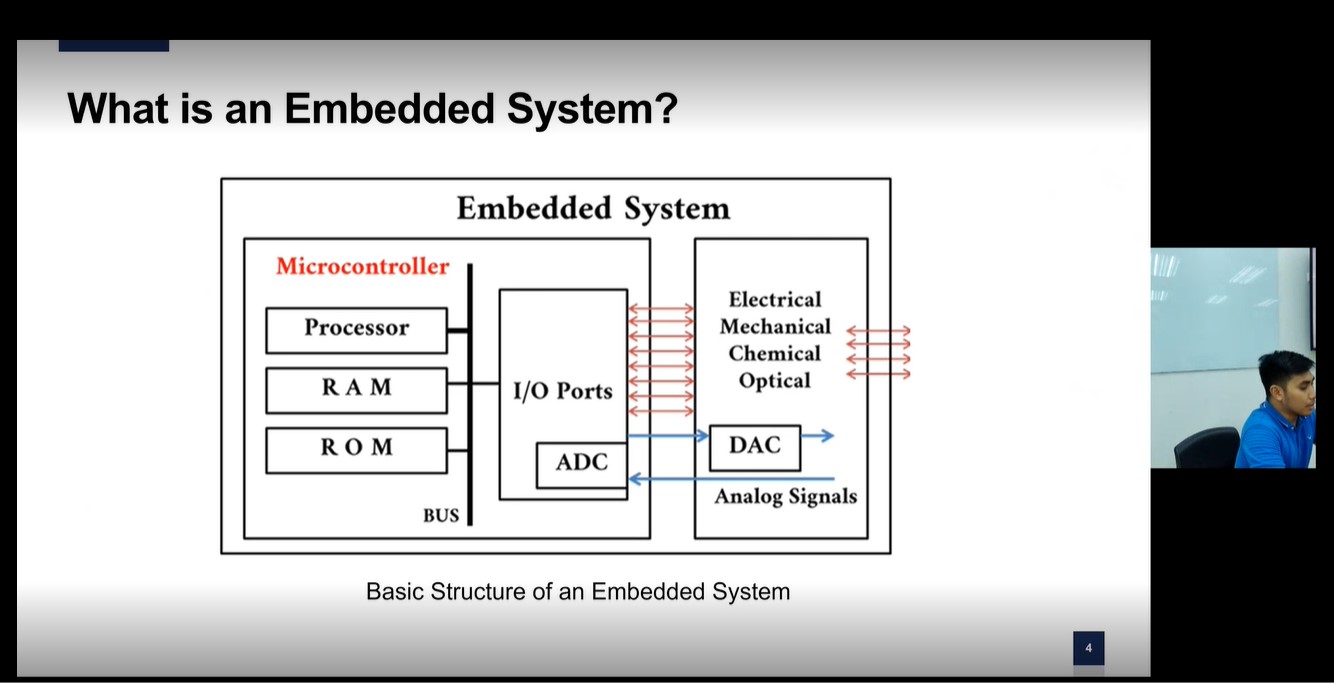 What is an Embedded System?
Embedded System
Microcontroller
Processor
R A M
R O M
BUS
I/O Ports
ADC
Electrical
Mechanical
Chemical
Optical
DAC
Analog Signals
Basic Structure of an Embedded System
4